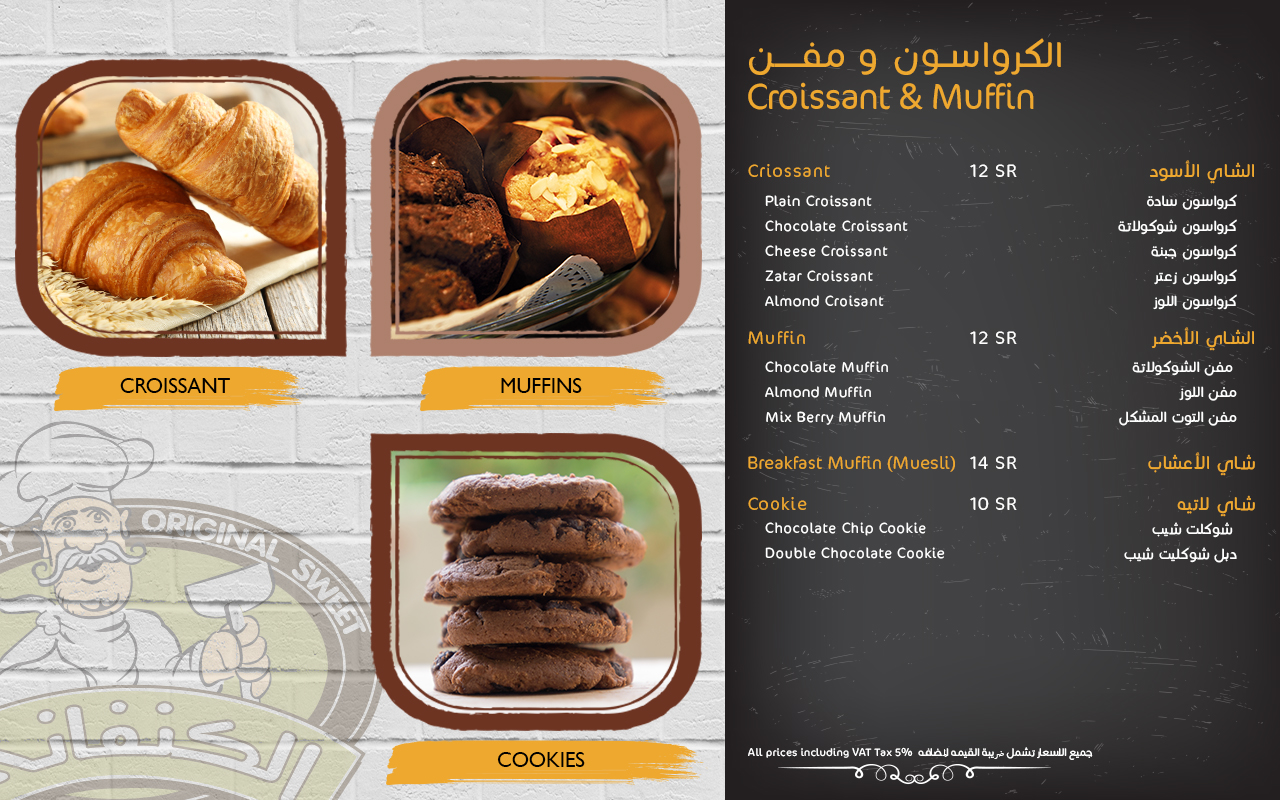 CROISSANT
MUFFINS
ORIGINAL SWEET
COOKIES
الكرواسون و مفن
Croissant & Muffin
Criossant 12 SR الشاي الأسود
Plain Croissant كرواسون سادة
Chocolate Croissant كرواسون شوكولاتة
Cheese Croissant كرواسون جبنة
Zatar Croissant كرواسون زعتر
Almond Croisant كرواسون اللوز
Muffin 12 SR الشاي الأخضر
Chocolate Muffin مفن الشوكولاتة
Almond Muffin مفن اللوز
Mix Berry Muffin مفن التوت المشكل
Breakfast Muffin (Muesli) 14 SR شاي الأعشاب
Cookie 10 SR شاي لاتيه
Chocolate Chip Cookie شوكلت شيب
Double Chocolate Cookie دبل شوكليت شيب
All prices including VAT Tax 5% جميع الاسعار تشمل ضريبة القيمه لاضافه